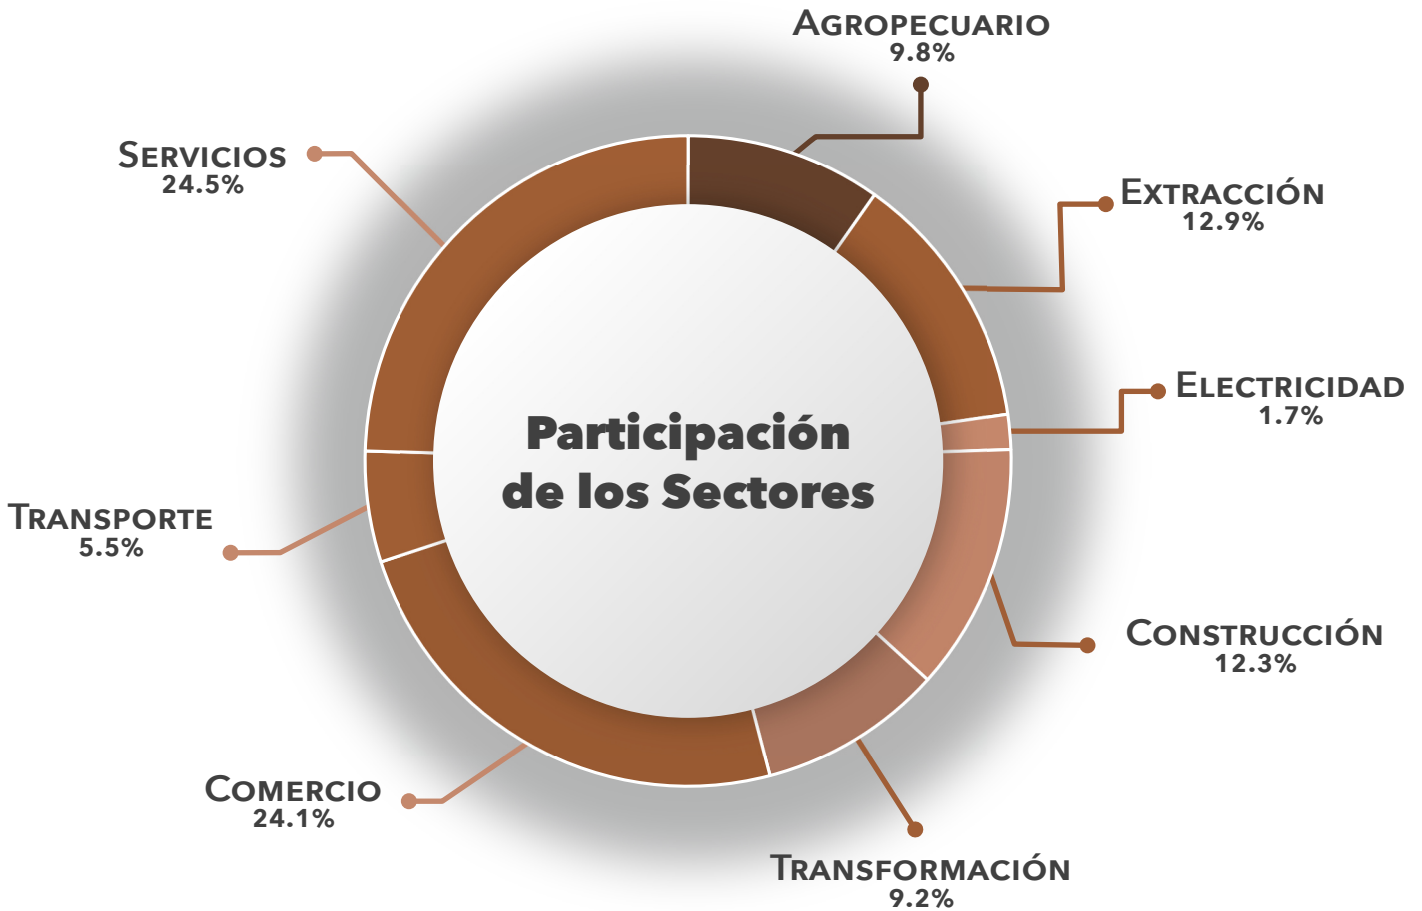 AGROPECUARIO
9.8%
EXTRACCIÓN
12.9%
ELECTRICIDAD
1.7%
CONSTRUCCIÓN
12.3%
TRANSFORMACIÓN
9.2%
COMERCIO
24.1%
TRANSPORTE
5.5%
SERVICIOS
24.5%
Participación
de los Sectores